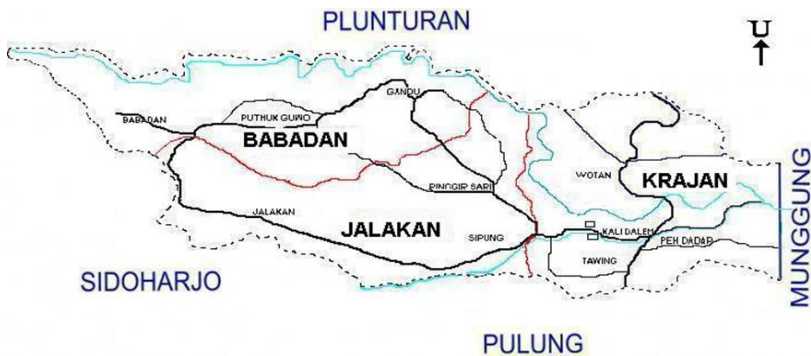 PLUNTURAN
U
GANDU
BABADAN
PUTHUK GUWO
BABADAN
WOTAN
KRAJAN
PINGGIR SARI
JALAKAN
JALAKAN
SIPUNG
KALI DALEM
PEH DADAP
TAWING
SIDOHARJO
MUNGGUNG
PULUNG